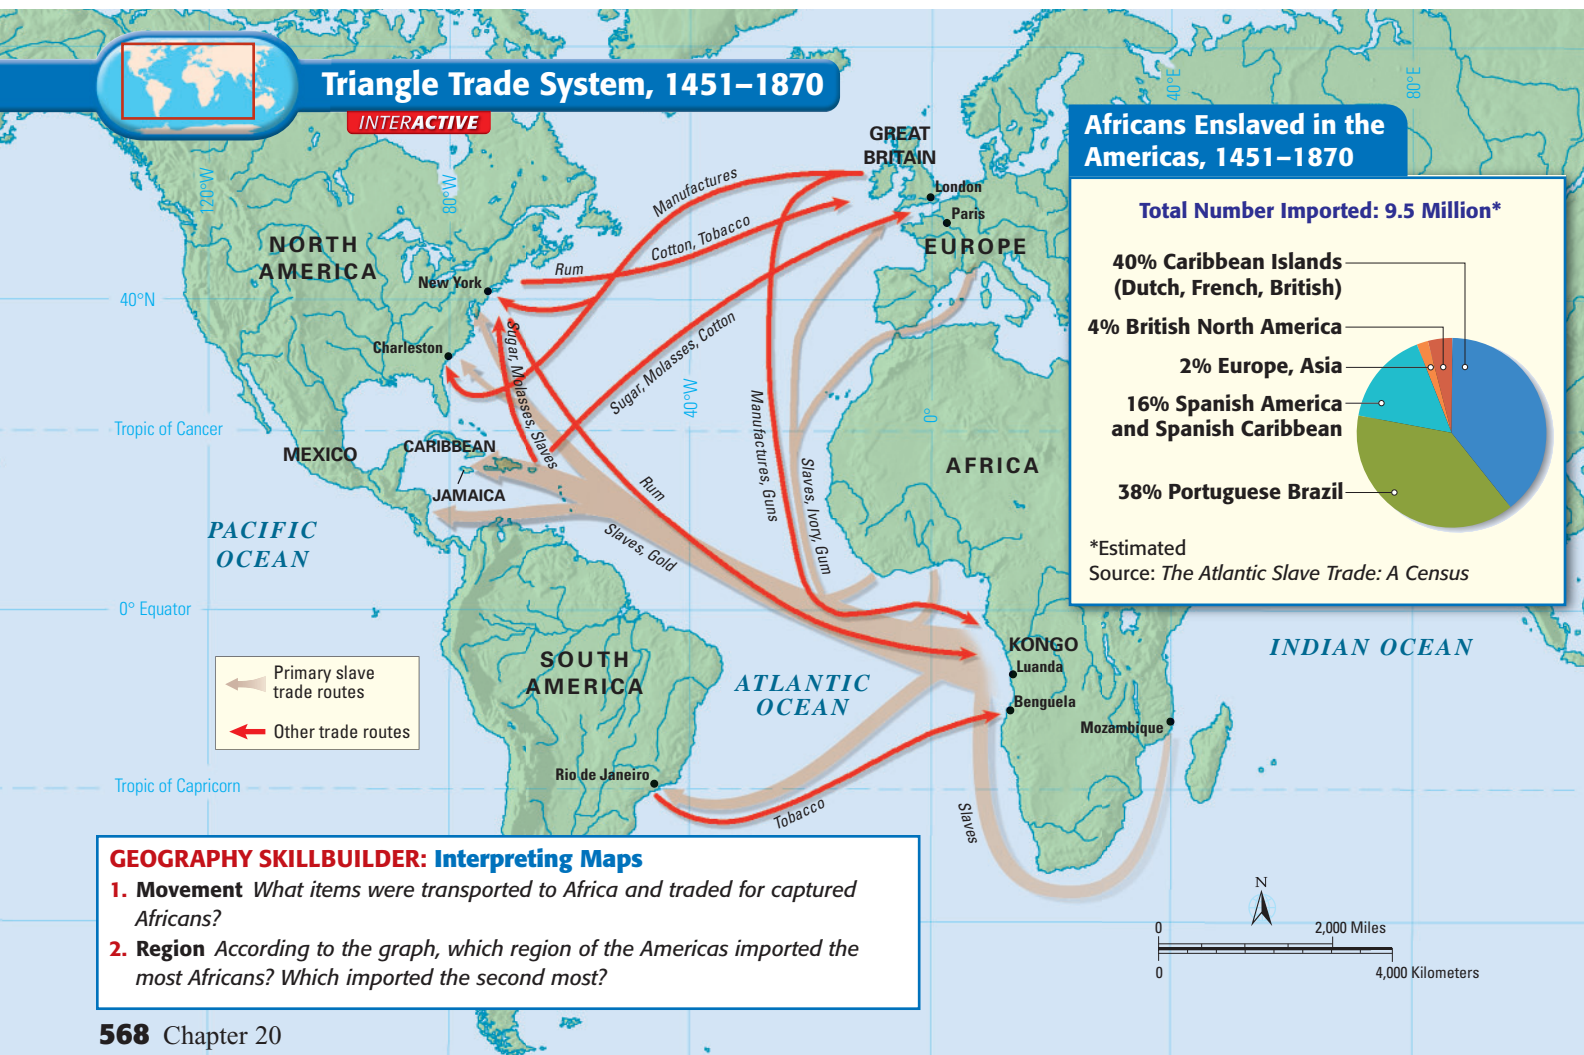 Triangle Trade System, 1451–1870
INTERACTIVE
Africans Enslaved in the
Americas, 1451–1870
Total Number Imported: 9.5 Million*
40% Caribbean Islands
(Dutch, French, British)
4% British North America
2% Europe, Asia
16% Spanish America
and Spanish Caribbean
38% Portuguese Brazil
*Estimated
Source: The Atlantic Slave Trade: A Census
120°W
80°W
40°W
0°
40°E
80°E
40°N
Tropic of Cancer
0° Equator
Tropic of Capricorn
GREAT
BRITAIN
London
Paris
EUROPE
NORTH
AMERICA
New York
Charleston
MEXICO
CARIBBEAN
JAMAICA
PACIFIC
OCEAN
AFRICA
SOUTH
AMERICA
ATLANTIC
OCEAN
KONGO
Luanda
Benguela
Mozambique
INDIAN OCEAN
Rio de Janeiro
Manufactures
Cotton, Tobacco
Rum
Sugar, Molasses, Cotton
Sugar, Molasses, Slaves
Manufactures, Guns
Slaves, Ivory, Gum
Rum
Slaves, Gold
Tobacco
Slaves
Primary slave
trade routes
Other trade routes
GEOGRAPHY SKILLBUILDER: Interpreting Maps
1. Movement What items were transported to Africa and traded for captured
Africans?
2. Region According to the graph, which region of the Americas imported the
most Africans? Which imported the second most?
N
0 2,000 Miles
0 4,000 Kilometers
568 Chapter 20